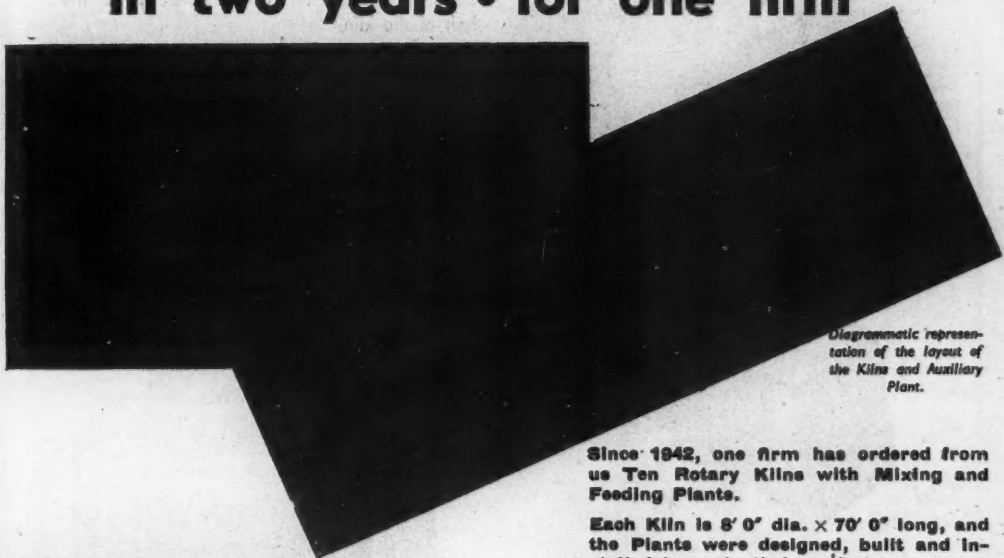 in two years • for one firm
Diagrammatic represen-
tation of the layout of
the Kilns and Auxiliary
Plant.
Since 1942, one firm has ordered from
us Ten Rotary Kilns with Mixing and
Feeding Plants.
Each Kiln is 8' 0" dia. × 70' 0" long, and
the Plants were designed, built and in-